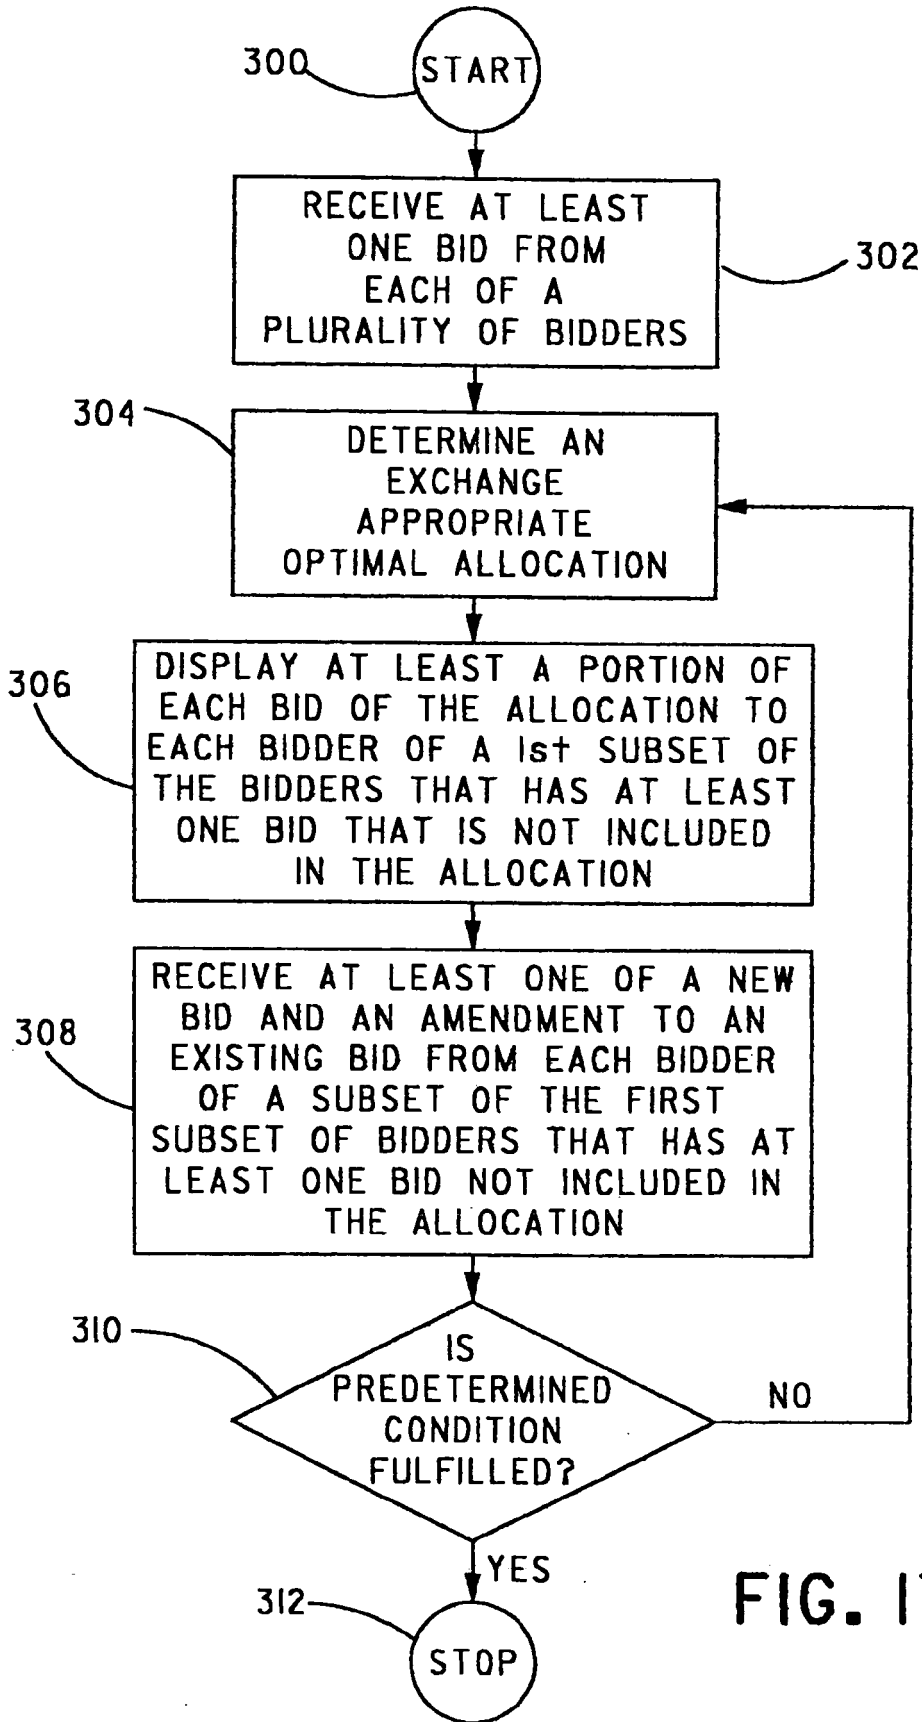 300
START
RECEIVE AT LEAST
ONE BID FROM
EACH OF A
PLURALITY OF BIDDERS
302
304
DETERMINE AN
EXCHANGE
APPROPRIATE
OPTIMAL ALLOCATION
306
DISPLAY AT LEAST A PORTION OF
EACH BID OF THE ALLOCATION TO
EACH BIDDER OF A 1st SUBSET OF
THE BIDDERS THAT HAS AT LEAST
ONE BID THAT IS NOT INCLUDED
IN THE ALLOCATION
308
RECEIVE AT LEAST ONE OF A NEW
BID AND AN AMENDMENT TO AN
EXISTING BID FROM EACH BIDDER
OF A SUBSET OF THE FIRST
SUBSET OF BIDDERS THAT HAS AT
LEAST ONE BID NOT INCLUDED IN
THE ALLOCATION
310
IS
PREDETERMINED
CONDITION
FULFILLED?
NO
YES
312
STOP
FIG.